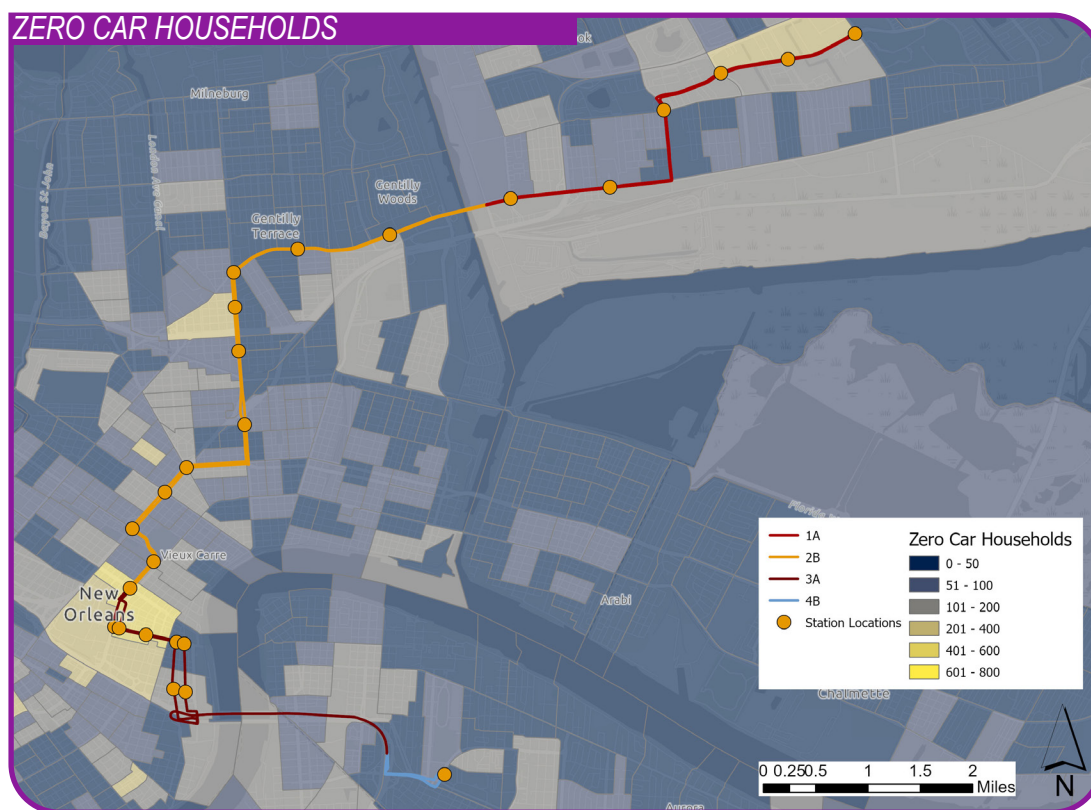 ZERO CAR HOUSEHOLDS
ok
Milneburg
London Ave Canal
Bayou St John
Gentilly
Woods
Gentilly
Terrace
Vieux Carre
New
Orleans
Arabi
Chalmette
Aurora
1A
2B
3A
4B
Station Locations
Zero Car Households
0 - 50
51 - 100
101 - 200
201 - 400
401 - 600
601 - 800
0 0.25 0.5 1 1.5 2
Miles
N